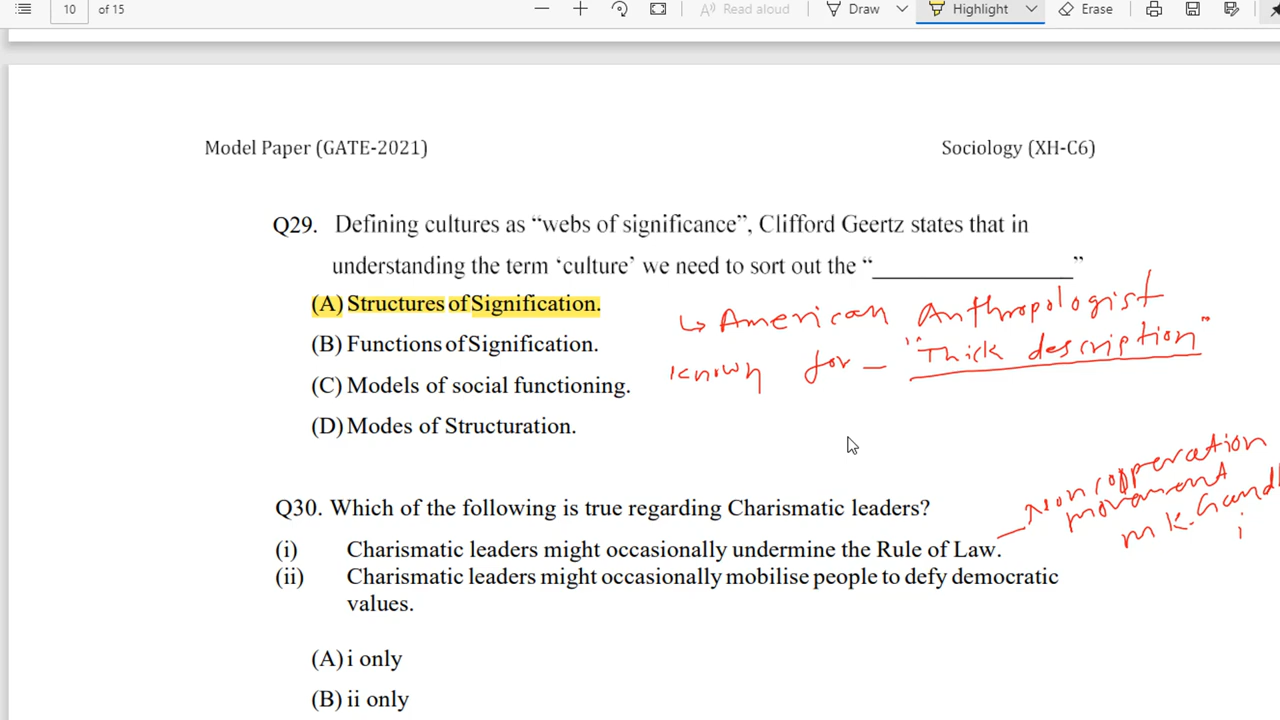 10 of 15
Read aloud
Draw
Highlight
Erase
Model Paper (GATE-2021)
Sociology (XH-C6)
Q29. Defining cultures as “webs of significance”, Clifford Geertz states that in
understanding the term ‘culture’ we need to sort out the “____________________”
(A) Structures of Signification.
↳ American Anthropologist
(B) Functions of Signification.
known for – "Thick description"
(C) Models of social functioning.
(D) Modes of Structuration.
Q30. Which of the following is true regarding Charismatic leaders?
Non
movement
M K. Gandhi
(i) Charismatic leaders might occasionally undermine the Rule of Law.
(ii) Charismatic leaders might occasionally mobilise people to defy democratic
values.
(A) i only
(B) ii only